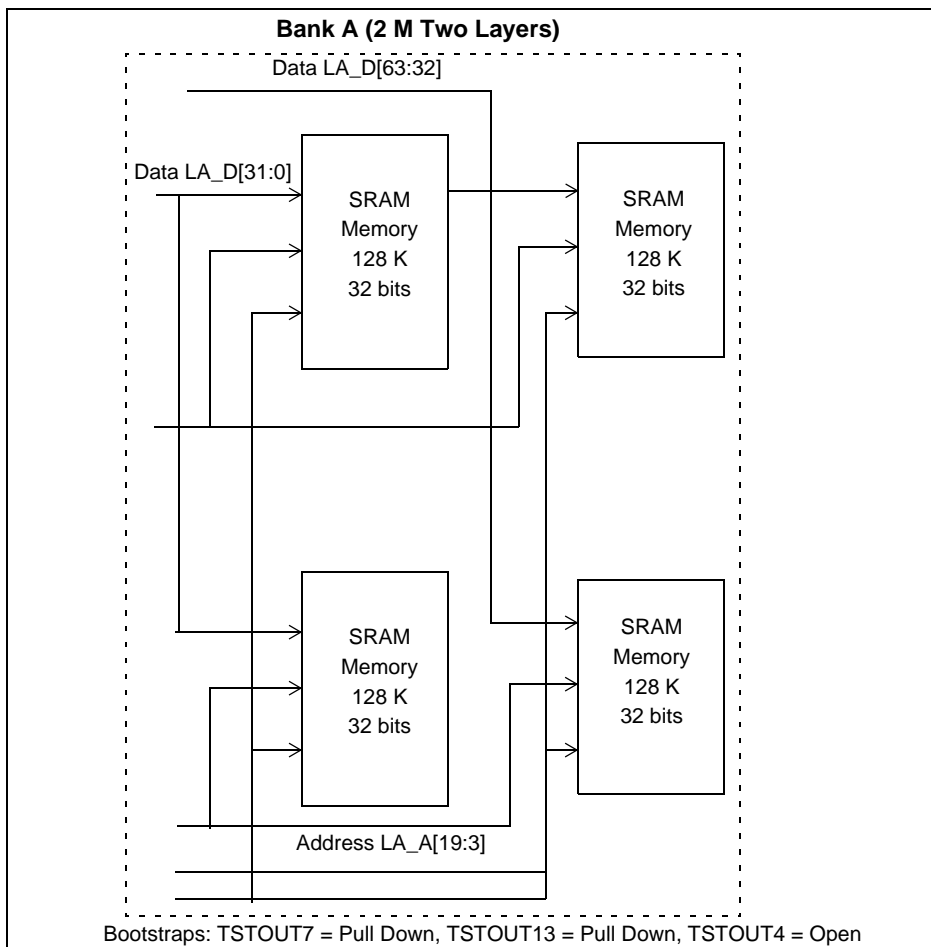 Bank A (2 M Two Layers)
Data LA_D[63:32]
Data LA_D[31:0]
SRAM
Memory
128 K
32 bits
SRAM
Memory
128 K
32 bits
SRAM
Memory
128 K
32 bits
SRAM
Memory
128 K
32 bits
Address LA_A[19:3]
Bootstraps: TSTOUT7 = Pull Down, TSTOUT13 = Pull Down, TSTOUT4 = Open